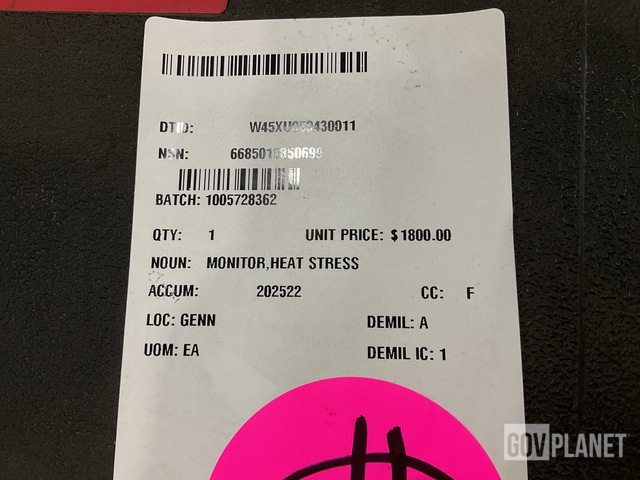 DTID:
NSN:
BATCH: 1005728362
QTY: 1 UNIT PRICE: $1800.00
NOUN: MONITOR,HEAT STRESS
ACCUM: 202522 CC: F
LOC: GENN DEMIL: A
UOM: EA DEMIL IC: 1
GOVPLANET